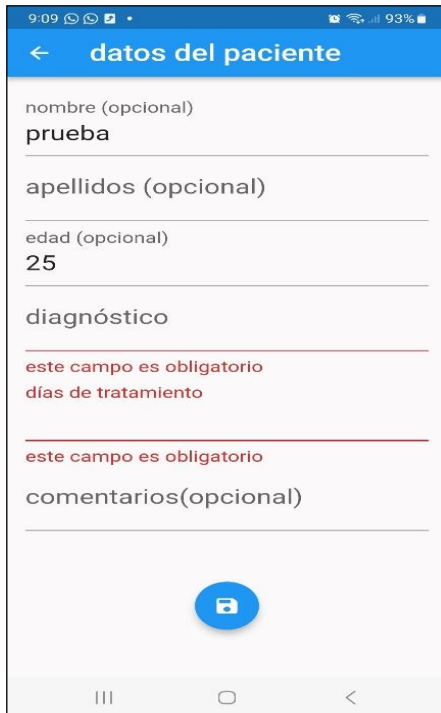 9:09
93%
datos del paciente
nombre (opcional)
prueba
apellidos (opcional)
edad (opcional)
25
diagnóstico
este campo es obligatorio
días de tratamiento
este campo es obligatorio
comentarios(opcional)